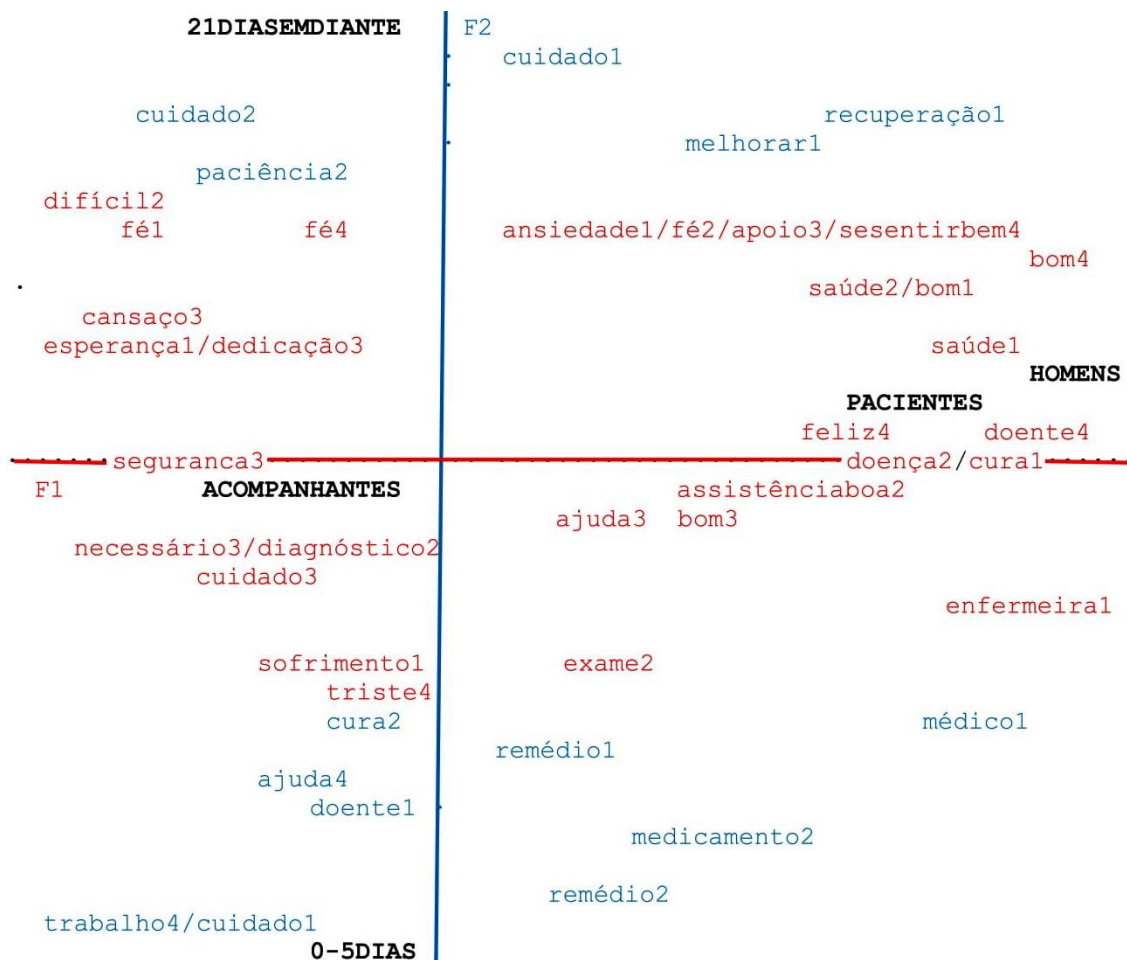 21DIASEMDIANTE F2
cuidado1
cuidado2 recuperação1
melhorar1
paciência2
difícil2
fé1 fé4 ansiedade1/fé2/apoio3/sesentirbem4
bom4
saúde2/bom1
cansaço3
esperança1/dedicação3 saúde1
HOMENS
PACIENTES
feliz4 doente4
seguranca3 doença2/cura1
F1 ACOMPANHANTES assistênciaboa2
ajuda3 bom3
necessário3/diagnóstico2
cuidado3
enfermeira1
sofrimento1 exame2
triste4
cura2 médico1
remédio1
ajuda4
doente1
medicamento2
remédio2
trabalho4/cuidado1
0-5DIAS